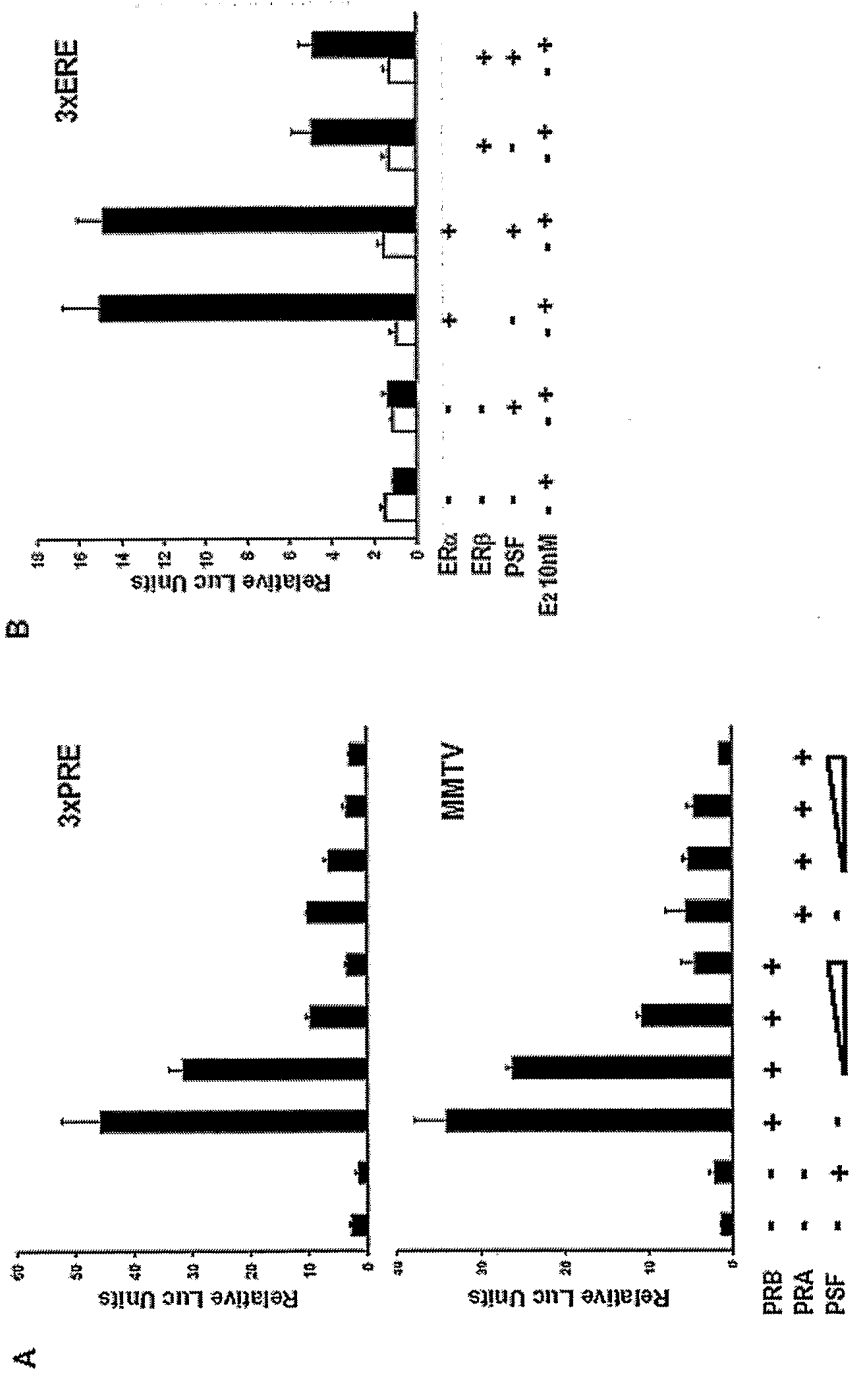 A
3xPRE
Relative Luc Units
60
50
40
30
20
10
0
MMTV
Relative Luc Units
40
30
20
10
0
PRB - - + + + +
PRA - - + + + +
PSF - + - -
B
3xERE
Relative Luc Units
18
16
14
12
10
8
6
4
2
0
ERα - - + +
ERβ - - + +
PSF - + - + - +
E2 10nM - + - + - + - + - + - +